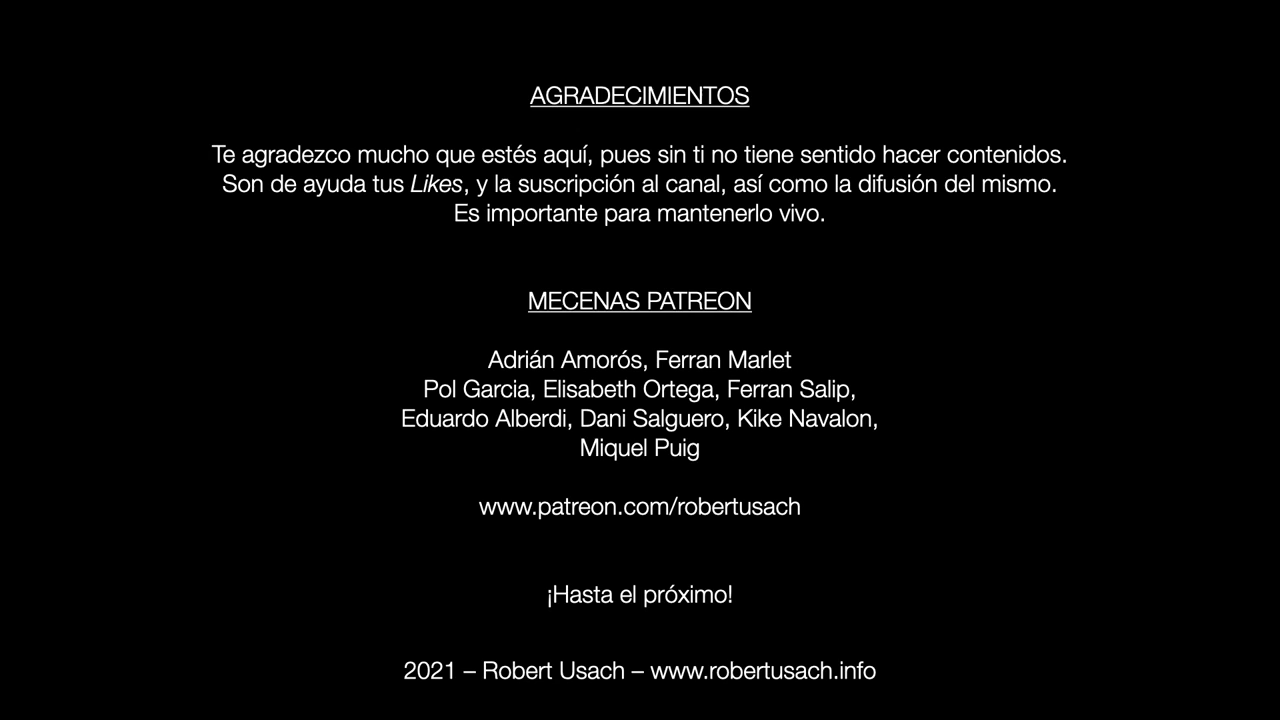 AGRADECIMIENTOS
Te agradezco mucho que estés aquí, pues sin ti no tiene sentido hacer contenidos.
Son de ayuda tus Likes, y la suscripción al canal, así como la difusión del mismo.
Es importante para mantenerlo vivo.
MECENAS PATREON
Adrián Amorós, Ferran Marlet
Pol Garcia, Elisabeth Ortega, Ferran Salip,
Eduardo Alberdi, Dani Salguero, Kike Navalon,
Miquel Puig
www.patreon.com/robertusach
¡Hasta el próximo!
2021 – Robert Usach – www.robertusach.info